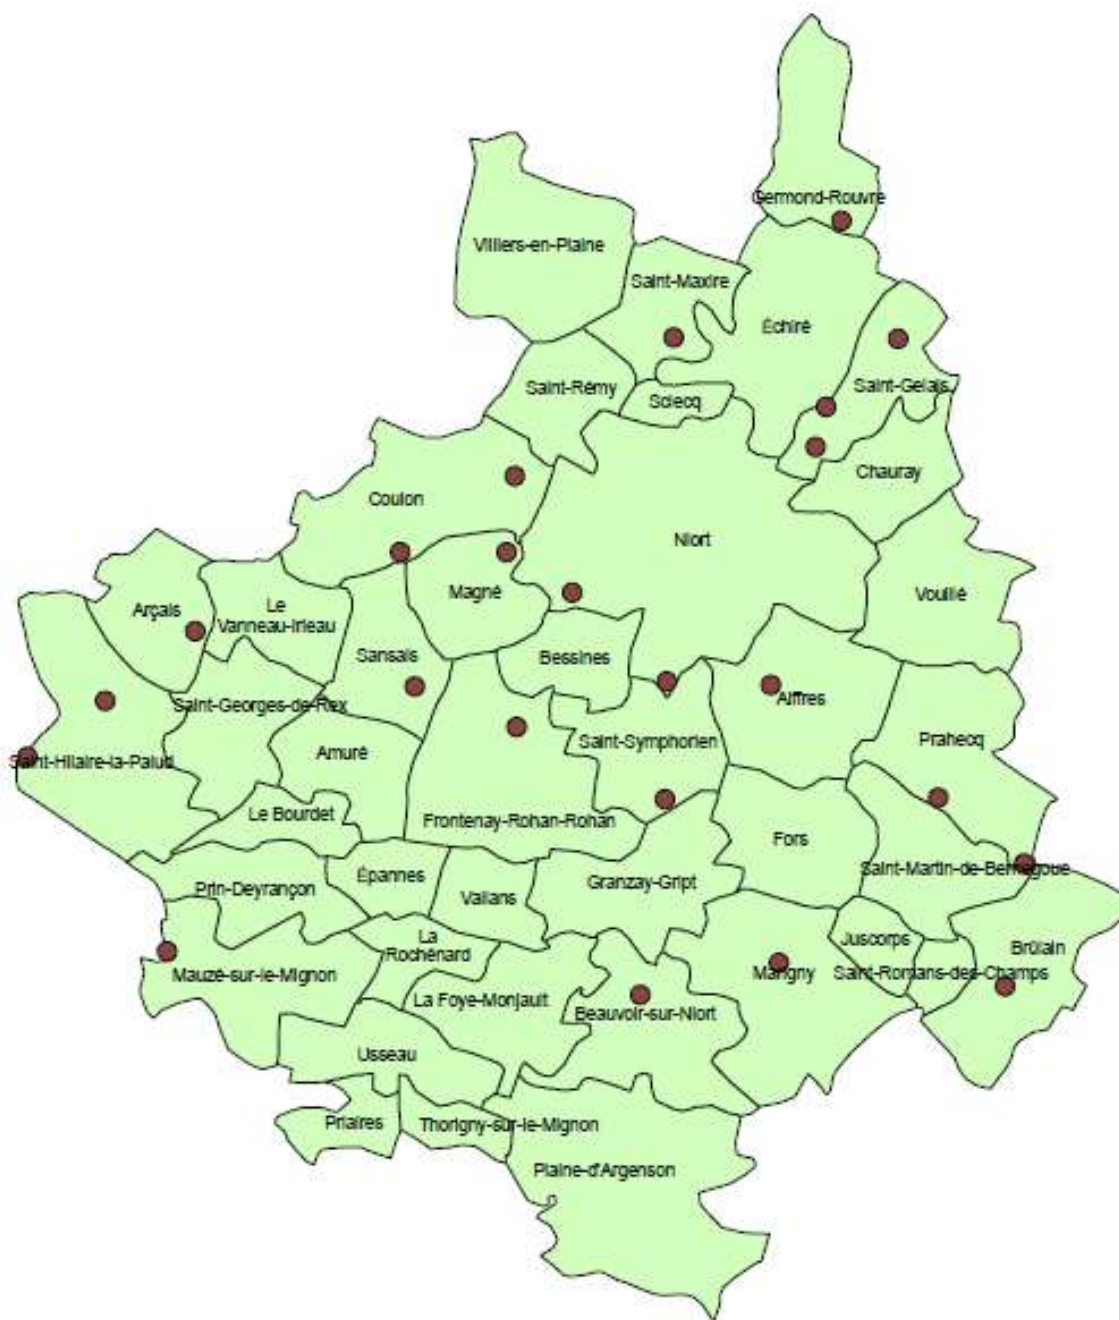 Germond-Rouvre
Villiers-en-Plaine
Saint-Maxire
Échiré
Saint-Rémy
Saint-Gelais
Sciecq
Chauray
Coulon
Niort
Magné
Vouillé
Arçais
Le
Vanneau-Irleau
Sansais
Bessines
Saint-Georges-de-Rex
Aiffres
Saint-Symphorien
Prahecq
Amuré
Saint-Hilaire-la-Palud
Le Bourdet
Frontenay-Rohan-Rohan
Fors
Saint-Martin-de-Bernegoue
Épannes
Granzay-Gript
Prin-Deyrançon
Vallans
La
Rochénard
Juscorps
Brûlain
Mauzé-sur-le-Mignon
Marigny
Saint-Romans-des-Champs
La Foye-Monjault
Beauvoir-sur-Niort
Usseau
Priaires
Thorigny-sur-le-Mignon
Plaine-d'Argenson